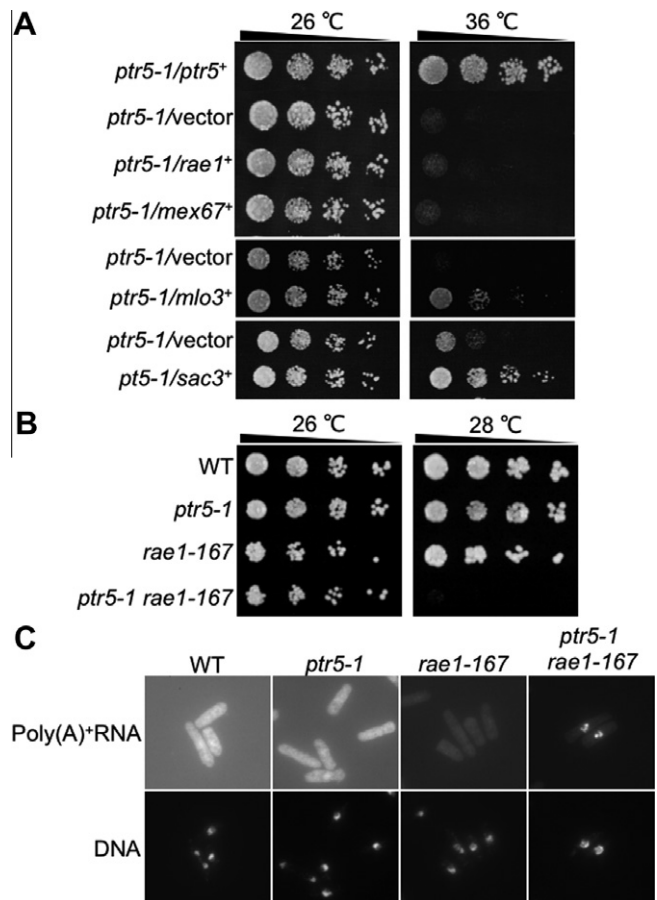 A
26 ℃ 36 ℃
ptr5-1/ptr5+
ptr5-1/vector
ptr5-1/rae1+
ptr5-1/mex67+
ptr5-1/vector
ptr5-1/mlo3+
ptr5-1/vector
pt5-1/sac3+
B
26 ℃ 28 ℃
WT
ptr5-1
rae1-167
ptr5-1 rae1-167
C
WT ptr5-1 rae1-167 ptr5-1 rae1-167
Poly(A)+RNA
DNA